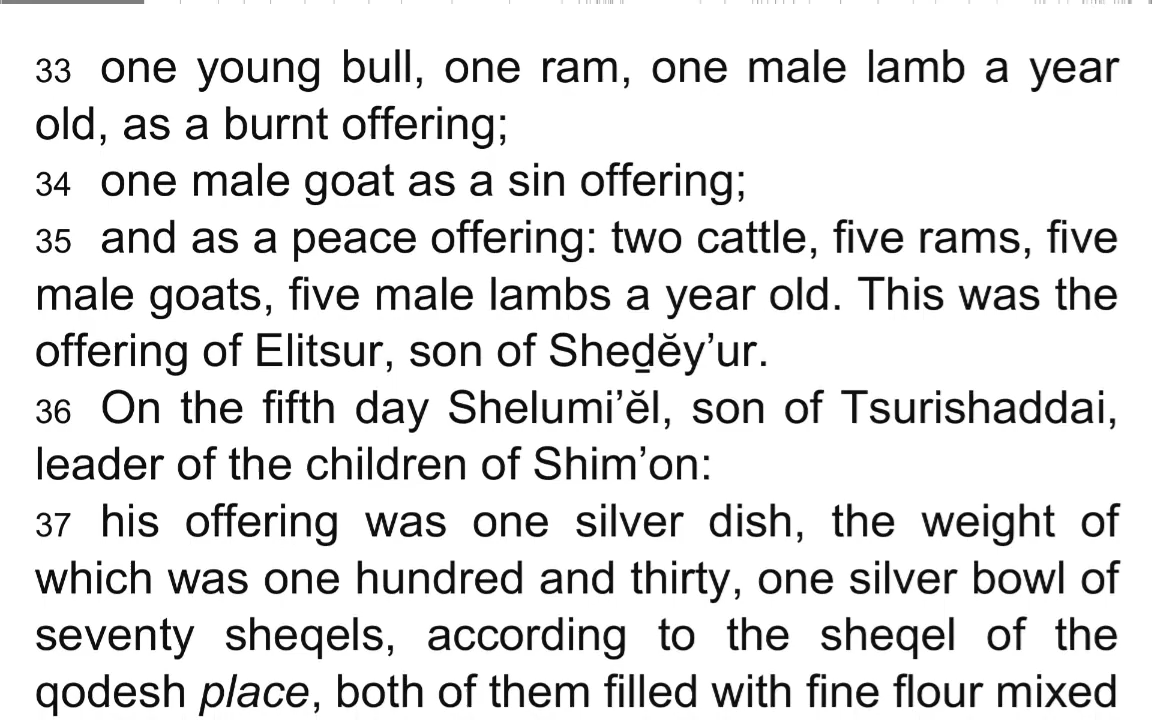 33 one young bull, one ram, one male lamb a year
old, as a burnt offering;
34 one male goat as a sin offering;
35 and as a peace offering: two cattle, five rams, five
male goats, five male lambs a year old. This was the
offering of Elitsur, son of Sheḏĕy’ur.
36 On the fifth day Shelumi’ĕl, son of Tsurishaddai,
leader of the children of Shim’on:
37 his offering was one silver dish, the weight of
which was one hundred and thirty, one silver bowl of
seventy sheqels, according to the sheqel of the
qodesh place, both of them filled with fine flour mixed